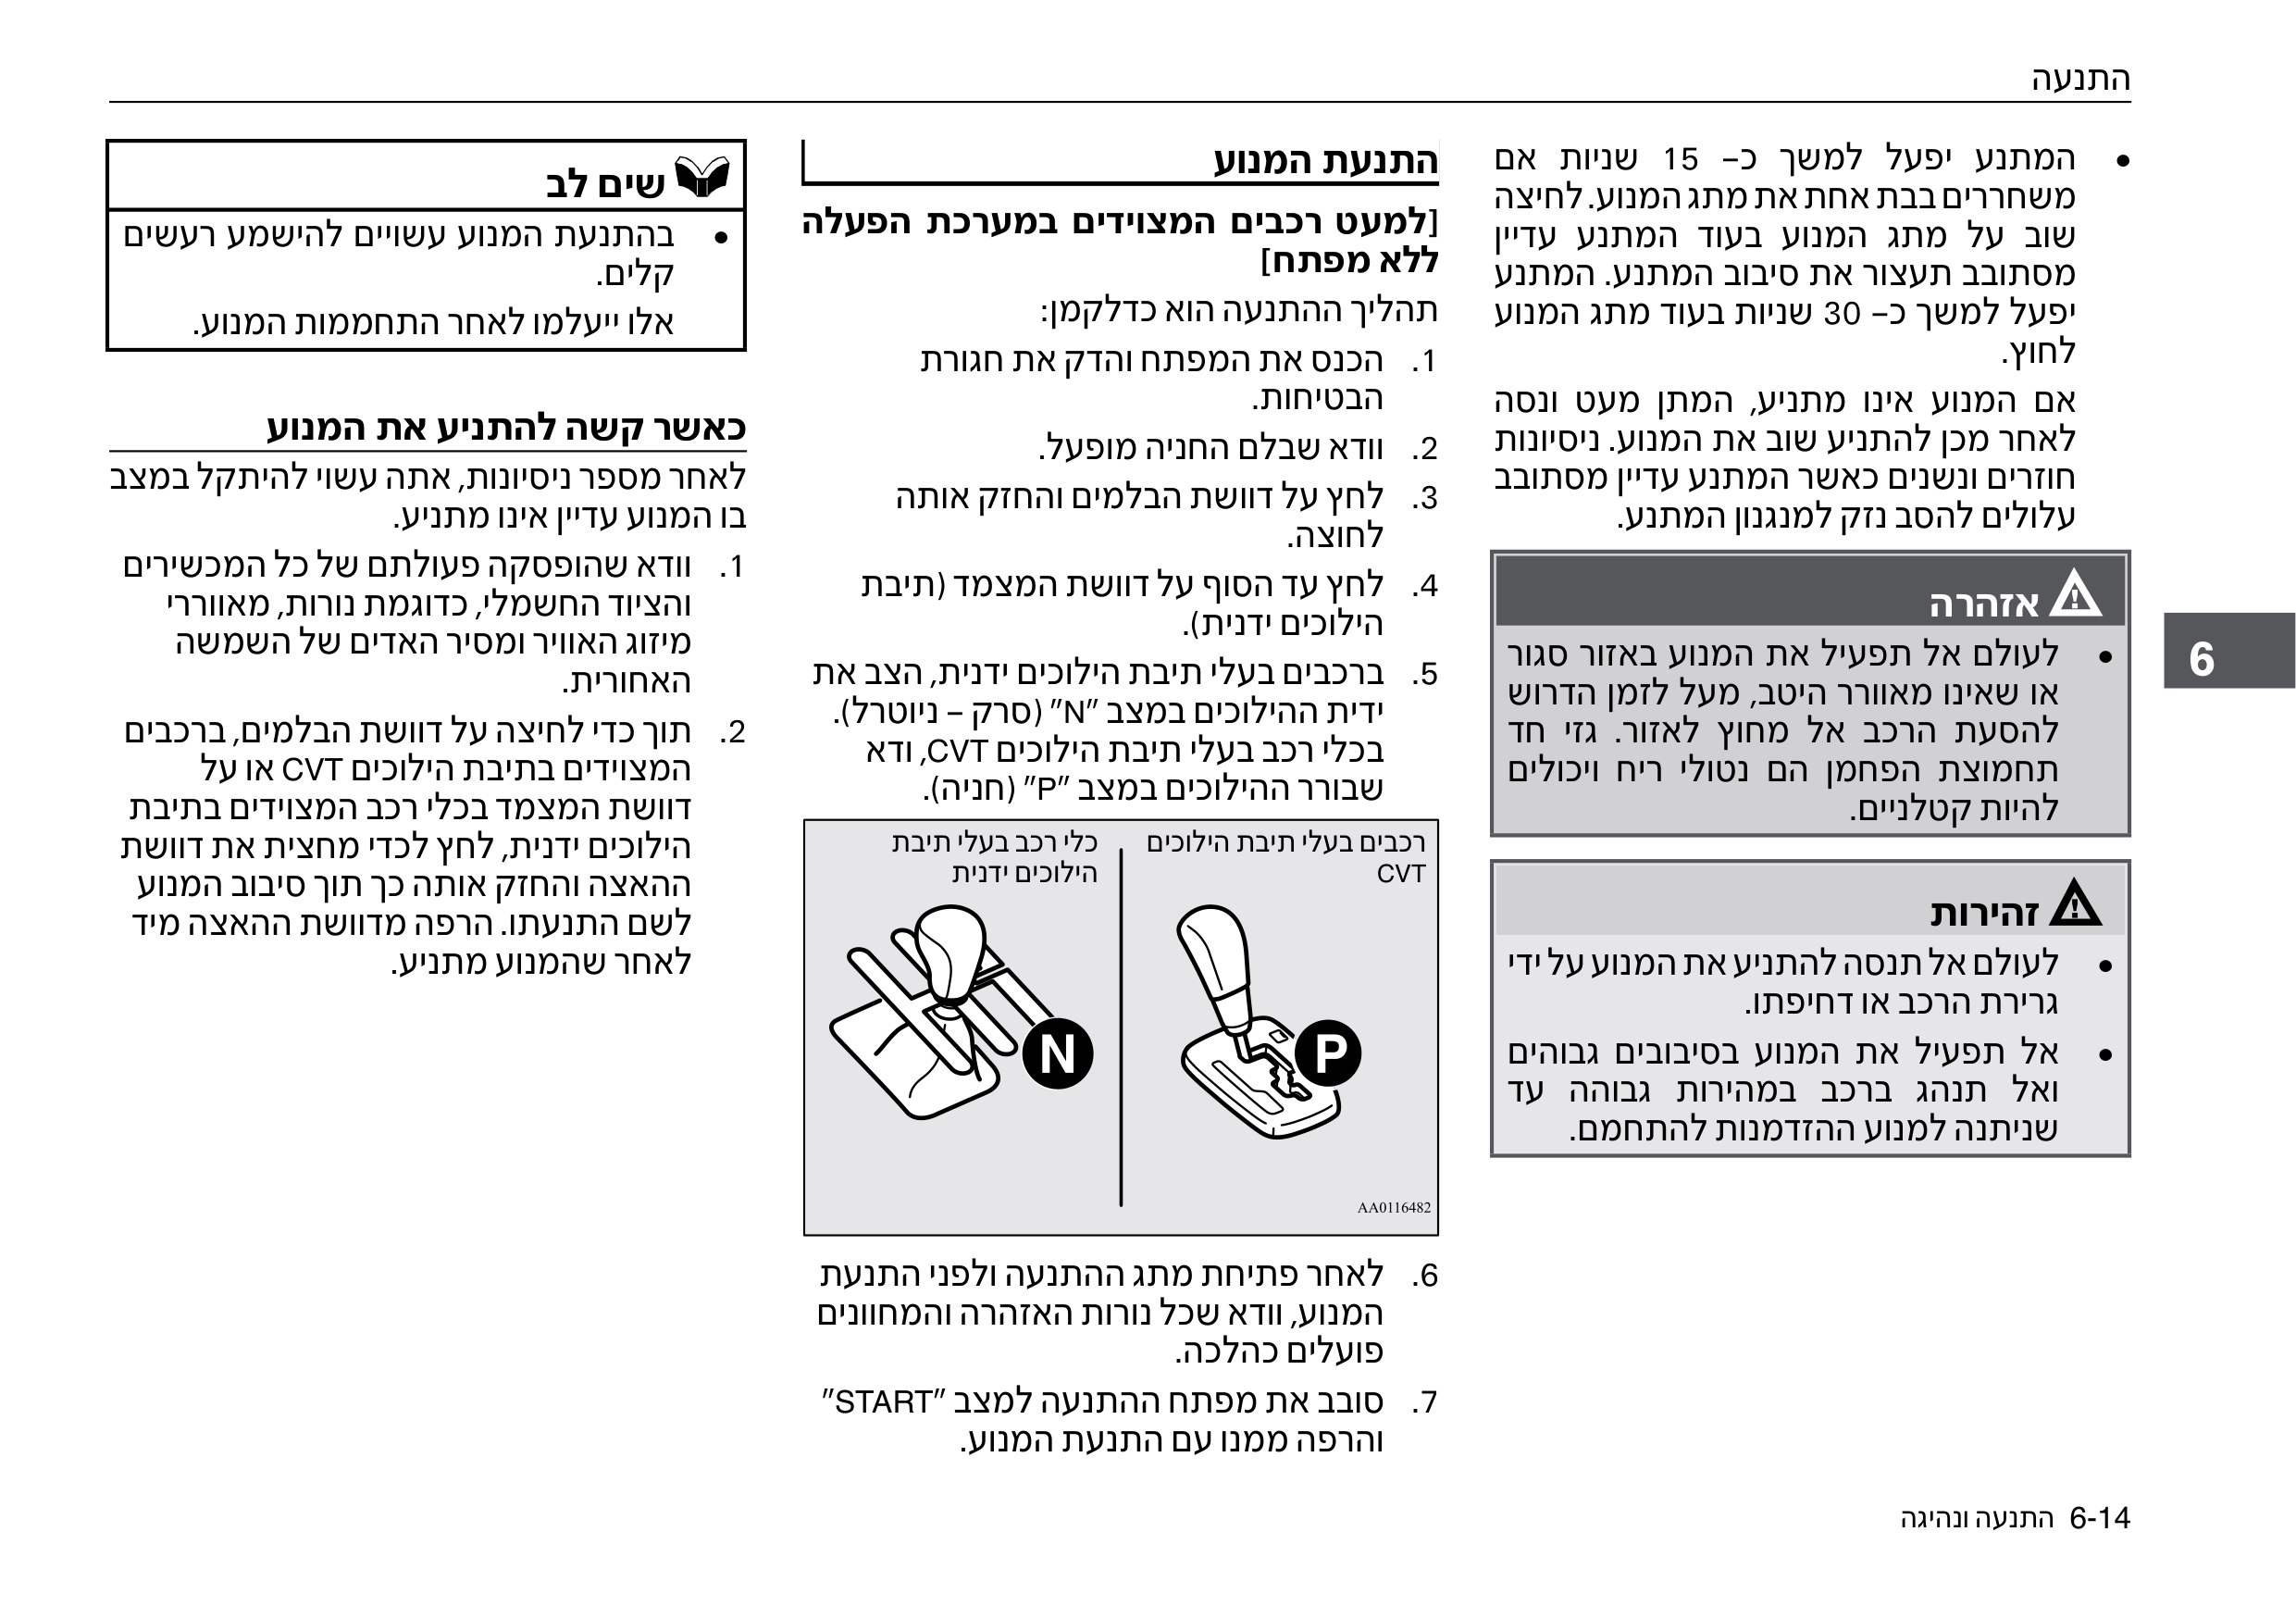 התנעה
• המתנע יפעל למשך כ– 15 שניות אם
משחררים בבת אחת את מתג המנוע. לחיצה
שוב על מתג המנוע בעוד המתנע עדיין
מסתובב תעצור את סיבוב המתנע. המתנע
יפעל למשך כ– 30 שניות בעוד מתג המנוע
לחוץ.
אם המנוע אינו מתניע, המתן מעט ונסה
לאחר מכן להתניע שוב את המנוע. ניסיונות
חוזרים ונשנים כאשר המתנע עדיין מסתובב
עלולים להסב נזק למנגנון המתנע.
אזהרה
• לעולם אל תפעיל את המנוע באזור סגור
או שאינו מאוורר היטב, מעל לזמן הדרוש
להסעת הרכב אל מחוץ לאזור. גזי חד
תחמוצת הפחמן הם נטולי ריח ויכולים
להיות קטלניים.
זהירות
• לעולם אל תנסה להתניע את המנוע על ידי
גרירת הרכב או דחיפתו.
• אל תפעיל את המנוע בסיבובים גבוהים
ואל תנהג ברכב במהירות גבוהה עד
שניתנה למנוע ההזדמנות להתחמם.
6
התנעת המנוע
[למעט רכבים המצוידים במערכת הפעלה
ללא מפתח]
תהליך ההתנעה הוא כדלקמן:
1. הכנס את המפתח והדק את חגורת
הבטיחות.
2. וודא שבלם החניה מופעל.
3. לחץ על דוושת הבלמים והחזק אותה
לחוצה.
4. לחץ עד הסוף על דוושת המצמד (תיבת
הילוכים ידנית).
5. ברכבים בעלי תיבת הילוכים ידנית, הצב את
ידית ההילוכים במצב "N" (סרק – ניוטרל).
בכלי רכב בעלי תיבת הילוכים CVT, ודא
שבורר ההילוכים במצב "P" (חניה).
רכבים בעלי תיבת הילוכים
CVT
כלי רכב בעלי תיבת
הילוכים ידנית
P
N
AA0116482
6. לאחר פתיחת מתג ההתנעה ולפני התנעת
המנוע, וודא שכל נורות האזהרה והמחוונים
פועלים כהלכה.
7. סובב את מפתח ההתנעה למצב "START"
והרפה ממנו עם התנעת המנוע.
שים לב
• בהתנעת המנוע עשויים להישמע רעשים
קלים.
אלו ייעלמו לאחר התחממות המנוע.
כאשר קשה להתניע את המנוע
לאחר מספר ניסיונות, אתה עשוי להיתקל במצב
בו המנוע עדיין אינו מתניע.
1. וודא שהופסקה פעולתם של כל המכשירים
והציוד החשמלי, כדוגמת נורות, מאווררי
מיזוג האוויר ומסיר האדים של השמשה
האחורית.
2. תוך כדי לחיצה על דוושת הבלמים, ברכבים
המצוידים בתיבת הילוכים CVT או על
דוושת המצמד בכלי רכב המצוידים בתיבת
הילוכים ידנית, לחץ לכדי מחצית את דוושת
ההאצה והחזק אותה כך תוך סיבוב המנוע
לשם התנעתו. הרפה מדוושת ההאצה מיד
לאחר שהמנוע מתניע.
6-14 התנעה ונהיגה